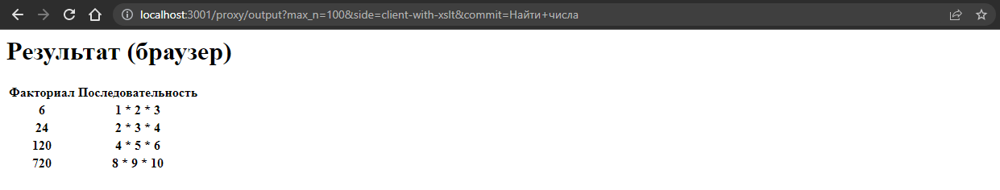 localhost:3001/proxy/output?max_n=100&side=client-with-xslt&commit=Найти+числа
Результат (браузер)
Факториал Последовательность
6 1 * 2 * 3
24 2 * 3 * 4
120 4 * 5 * 6
720 8 * 9 * 10